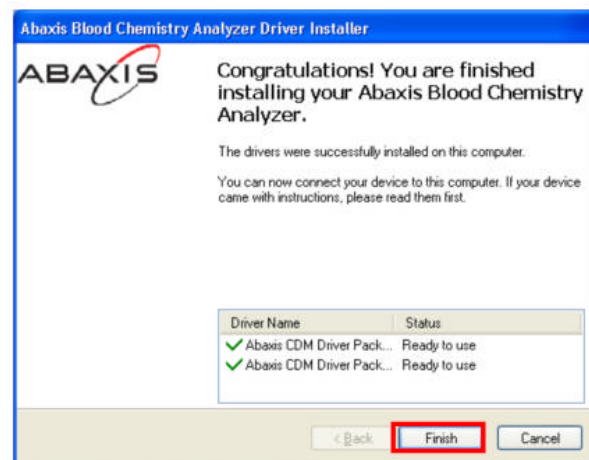 Abaxis Blood Chemistry Analyzer Driver Installer
ABAXIS
Congratulations! You are finished
installing your Abaxis Blood Chemistry
Analyzer.
The drivers were successfully installed on this computer.
You can now connect your device to this computer. If your device
came with instructions, please read them first.
Driver Name Status
Abaxis CDM Driver Pack... Ready to use
Abaxis CDM Driver Pack... Ready to use
< Back Finish Cancel